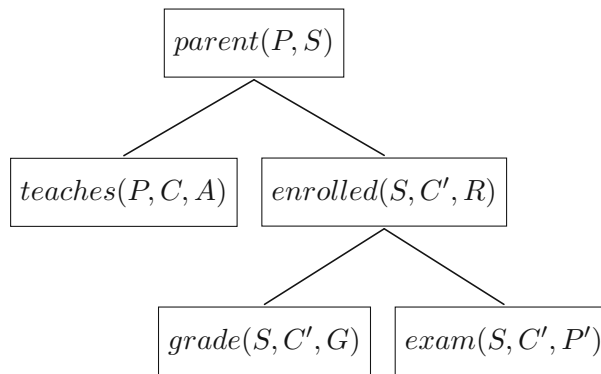 parent(P, S)
teaches(P, C, A)
enrolled(S, C′, R)
grade(S, C′, G)
exam(S, C′, P′)